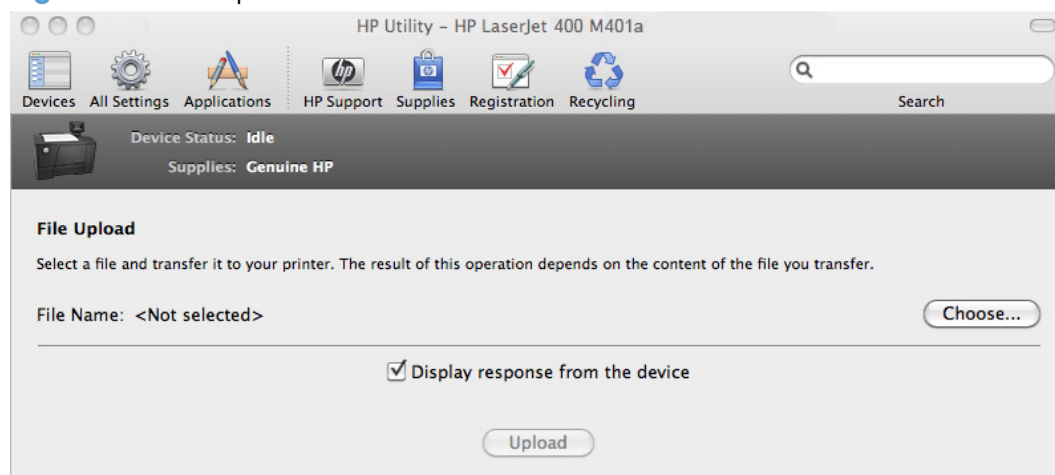 HP Utility – HP LaserJet 400 M401a
Devices All Settings Applications HP Support Supplies Registration Recycling Search
Device Status: Idle
Supplies: Genuine HP
File Upload
Select a file and transfer it to your printer. The result of this operation depends on the content of the file you transfer.
File Name: <Not selected> Choose...
Display response from the device
Upload